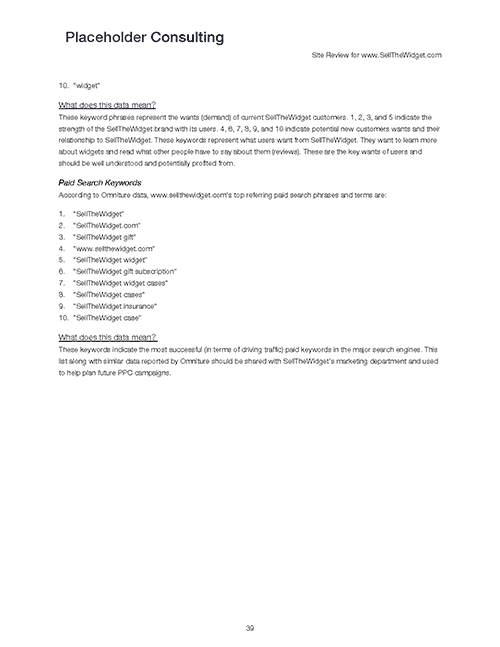 Placeholder Consulting
Site Review for www.SellTheWidget.com
10. "widget"
What does this data mean?
These keyword phrases represent the wants (demand) of current SellTheWidget customers. 1, 2, 3, and 5 indicate the
strength of the SellTheWidget brand with its users. 4, 6, 7, 8, 9, and 10 indicate potential new customers wants and their
relationship to SellTheWidget. These keywords represent what users want from SellTheWidget. They want to learn more
about widgets and read what other people have to say about them (reviews). These are the key wants of users and
should be well understood and potentially profited from.
Paid Search Keywords
According to Omniture data, www.sellthewidget.com's top referring paid search phrases and terms are:
1. "SellTheWidget"
2. "SellTheWidget.com"
3. "SellTheWidget gift"
4. "www.sellthewidget.com"
5. "SellTheWidget widget"
6. "SellTheWidget gift subscription"
7. "SellTheWidget widget cases"
8. "SellTheWidget cases"
9. "SellTheWidget insurance"
10. "SellTheWidget case"
What does this data mean?
These keywords indicate the most successful (in terms of driving traffic) paid keywords in the major search engines. This
list along with similar data reported by Omniture should be shared with SellTheWidget's marketing department and used
to help plan future PPC campaigns.
39